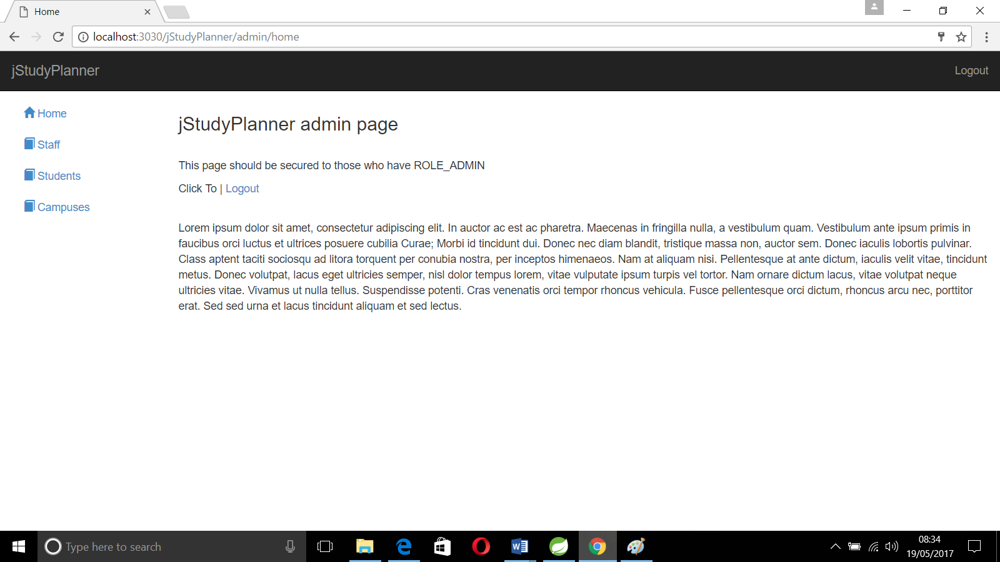 Home
localhost:3030/jStudyPlanner/admin/home
jStudyPlanner
Logout
Home
Staff
Students
Campuses
jStudyPlanner admin page
This page should be secured to those who have ROLE_ADMIN
Click To | Logout
Lorem ipsum dolor sit amet, consectetur adipiscing elit. In auctor ac est ac pharetra. Maecenas in fringilla nulla, a vestibulum quam. Vestibulum ante ipsum primis in
faucibus orci luctus et ultrices posuere cubilia Curae; Morbi id tincidunt dui. Donec nec diam blandit, tristique massa non, auctor sem. Donec iaculis lobortis pulvinar.
Class aptent taciti sociosqu ad litora torquent per conubia nostra, per inceptos himenaeos. Nam at aliquam nisi. Pellentesque at ante dictum, iaculis velit vitae, tincidunt
metus. Donec volutpat, lacus eget ultricies semper, nisl dolor tempus lorem, vitae vulputate ipsum turpis vel tortor. Nam ornare dictum lacus, vitae volutpat neque
ultricies vitae. Vivamus ut nulla tellus. Suspendisse potenti. Cras venenatis orci tempor rhoncus vehicula. Fusce pellentesque orci dictum, rhoncus arcu nec, porttitor
erat. Sed sed urna et lacus tincidunt aliquam et sed lectus.
Type here to search
08:34
19/05/2017